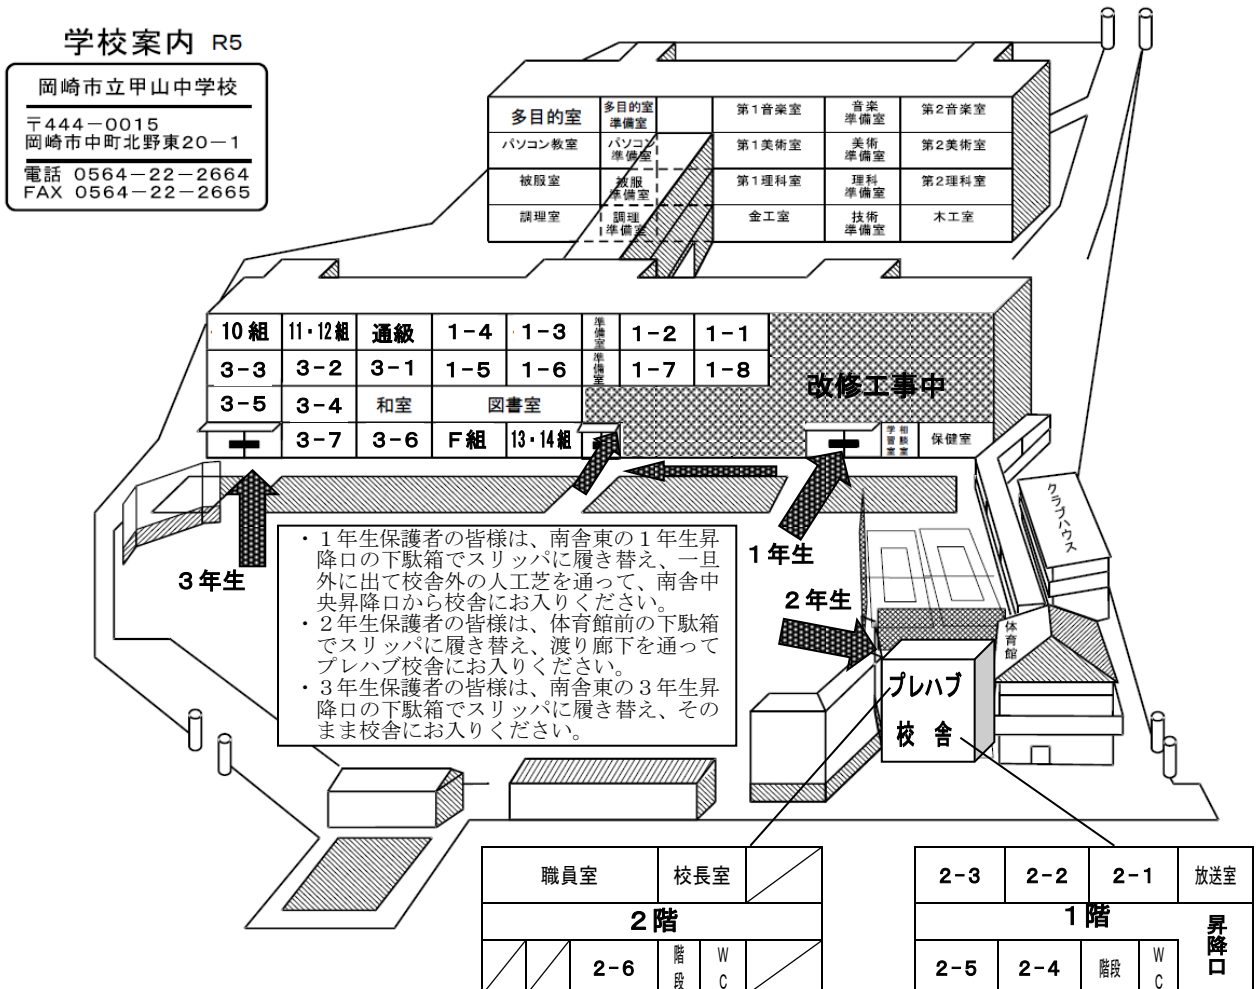 学校案内 R5
岡崎市立甲山中学校
〒444−0015
岡崎市中町北野東20−1
電話 0564−22−2664
FAX 0564−22−2665
多目的室 多目的室準備室 第1音楽室 音楽準備室 第2音楽室
パソコン教室 パソコン準備室 第1美術室 美術準備室 第2美術室
被服室 被服準備室 第1理科室 理科準備室 第2理科室
調理室 調理準備室 金工室 技術準備室 木工室
10組 11・12組 通級 1-4 1-3 準備室 1-2 1-1
3-3 3-2 3-1 1-5 1-6 準備室 1-7 1-8
改修工事中
3-5 3-4 和室 図書室
3-7 3-6 F組 13・14組 学習室 相談室 保健室
クラブハウス
3年生
1年生
2年生
体育館
・1年生保護者の皆様は、南舎東の1年生昇
降口の下駄箱でスリッパに履き替え、一旦
外に出て校舎外の人工芝を通って、南舎中
央昇降口から校舎にお入りください。
・2年生保護者の皆様は、体育館前の下駄箱
でスリッパに履き替え、渡り廊下を通って
プレハブ校舎にお入りください。
・3年生保護者の皆様は、南舎東の3年生昇
降口の下駄箱でスリッパに履き替え、その
まま校舎にお入りください。
プレハブ
校舎
職員室 校長室
2階
2-6 階段 WC
2-3 2-2 2-1 放送室
1階
昇降口
2-5 2-4 階段 WC